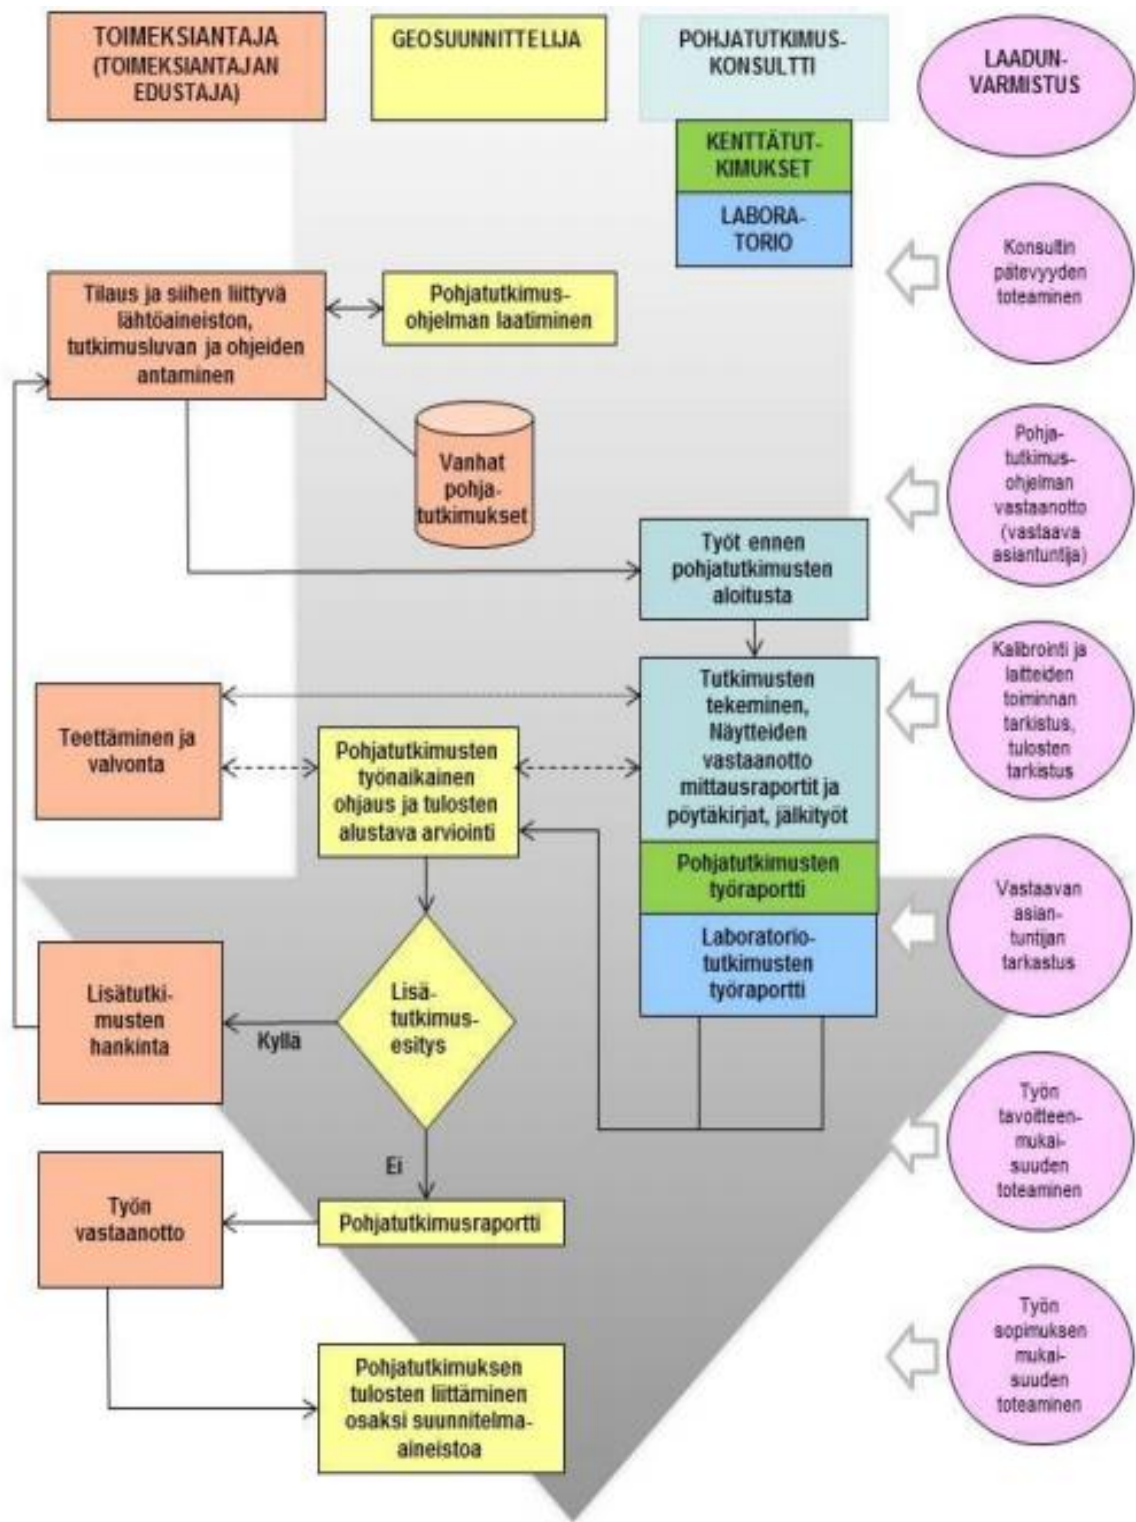 TOIMEKSIANTAJA
(TOIMEKSIANTAJAN
EDUSTAJA)
GEOSUUNNITTELIJA
POHJATUTKIMUS-
KONSULTTI
LAADUN-
VARMISTUS
KENTTÄTUT-
KIMUKSET
LABORA-
TORIO
Konsultin
pätevyyden
toteaminen
Tilaus ja siihen liittyvä
lähtöaineiston,
tutkimusluvan ja ohjeiden
antaminen
Pohjatutkimus-
ohjelman laatiminen
Vanhat
pohja-
tutkimukset
Pohja-
tutkimus-
ohjelman
vastaanotto
(vastaava
asiantuntija)
Työt ennen
pohjatutkimusten
aloitusta
Kalibrointi ja
laitteiden
toiminnan
tarkistus,
tulosten
tarkistus
Teettäminen ja
valvonta
Pohjatutkimusten
työnaikainen
ohjaus ja tulosten
alustava arviointi
Tutkimusten
tekeminen,
Näytteiden
vastaanotto
mittausraportit ja
pöytäkirjat, jälkityöt
Pohjatutkimusten
työraportti
Laboratorio-
tutkimusten
työraportti
Vastaavan
asian-
tuntijan
tarkastus
Lisätutki-
musten
hankinta
Kyllä
Lisä-
tutkimus-
esitys
Ei
Työn
tavoitteen-
mukai-
suuden
toteaminen
Työn
vastaanotto
Pohjatutkimusraportti
Pohjatutkimuksen
tulosten liittäminen
osaksi suunnitelma-
aineistoa
Työn
sopimuksen
mukai-
suuden
toteaminen